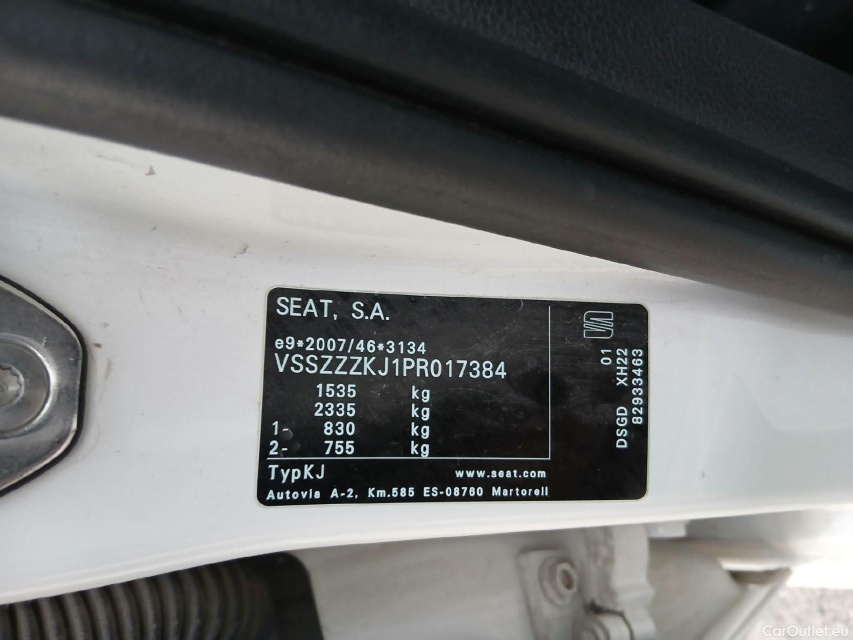 SEAT, S.A.
e9*2007/46*3134
VSSZZZKJ1PR017384
1535 kg
2335 kg
1- 830 kg
2- 755 kg
TypKJ www.seat.com
Autovia A-2, Km.585 ES-08760 Martorell
01
DSGD XH22
82933463
CarOutlet.eu